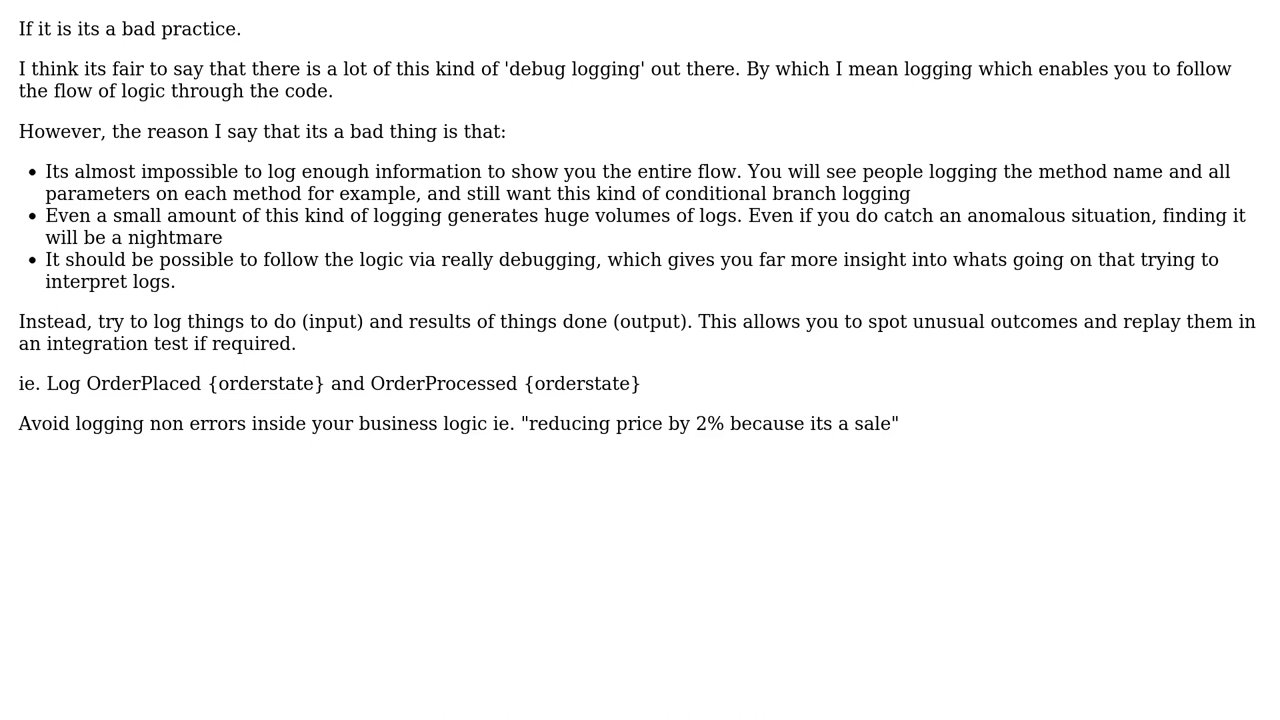 If it is its a bad practice.
I think its fair to say that there is a lot of this kind of 'debug logging' out there. By which I mean logging which enables you to follow
the flow of logic through the code.
However, the reason I say that its a bad thing is that:
• Its almost impossible to log enough information to show you the entire flow. You will see people logging the method name and all
parameters on each method for example, and still want this kind of conditional branch logging
• Even a small amount of this kind of logging generates huge volumes of logs. Even if you do catch an anomalous situation, finding it
will be a nightmare
• It should be possible to follow the logic via really debugging, which gives you far more insight into whats going on that trying to
interpret logs.
Instead, try to log things to do (input) and results of things done (output). This allows you to spot unusual outcomes and replay them in
an integration test if required.
ie. Log OrderPlaced {orderstate} and OrderProcessed {orderstate}
Avoid logging non errors inside your business logic ie. "reducing price by 2% because its a sale"